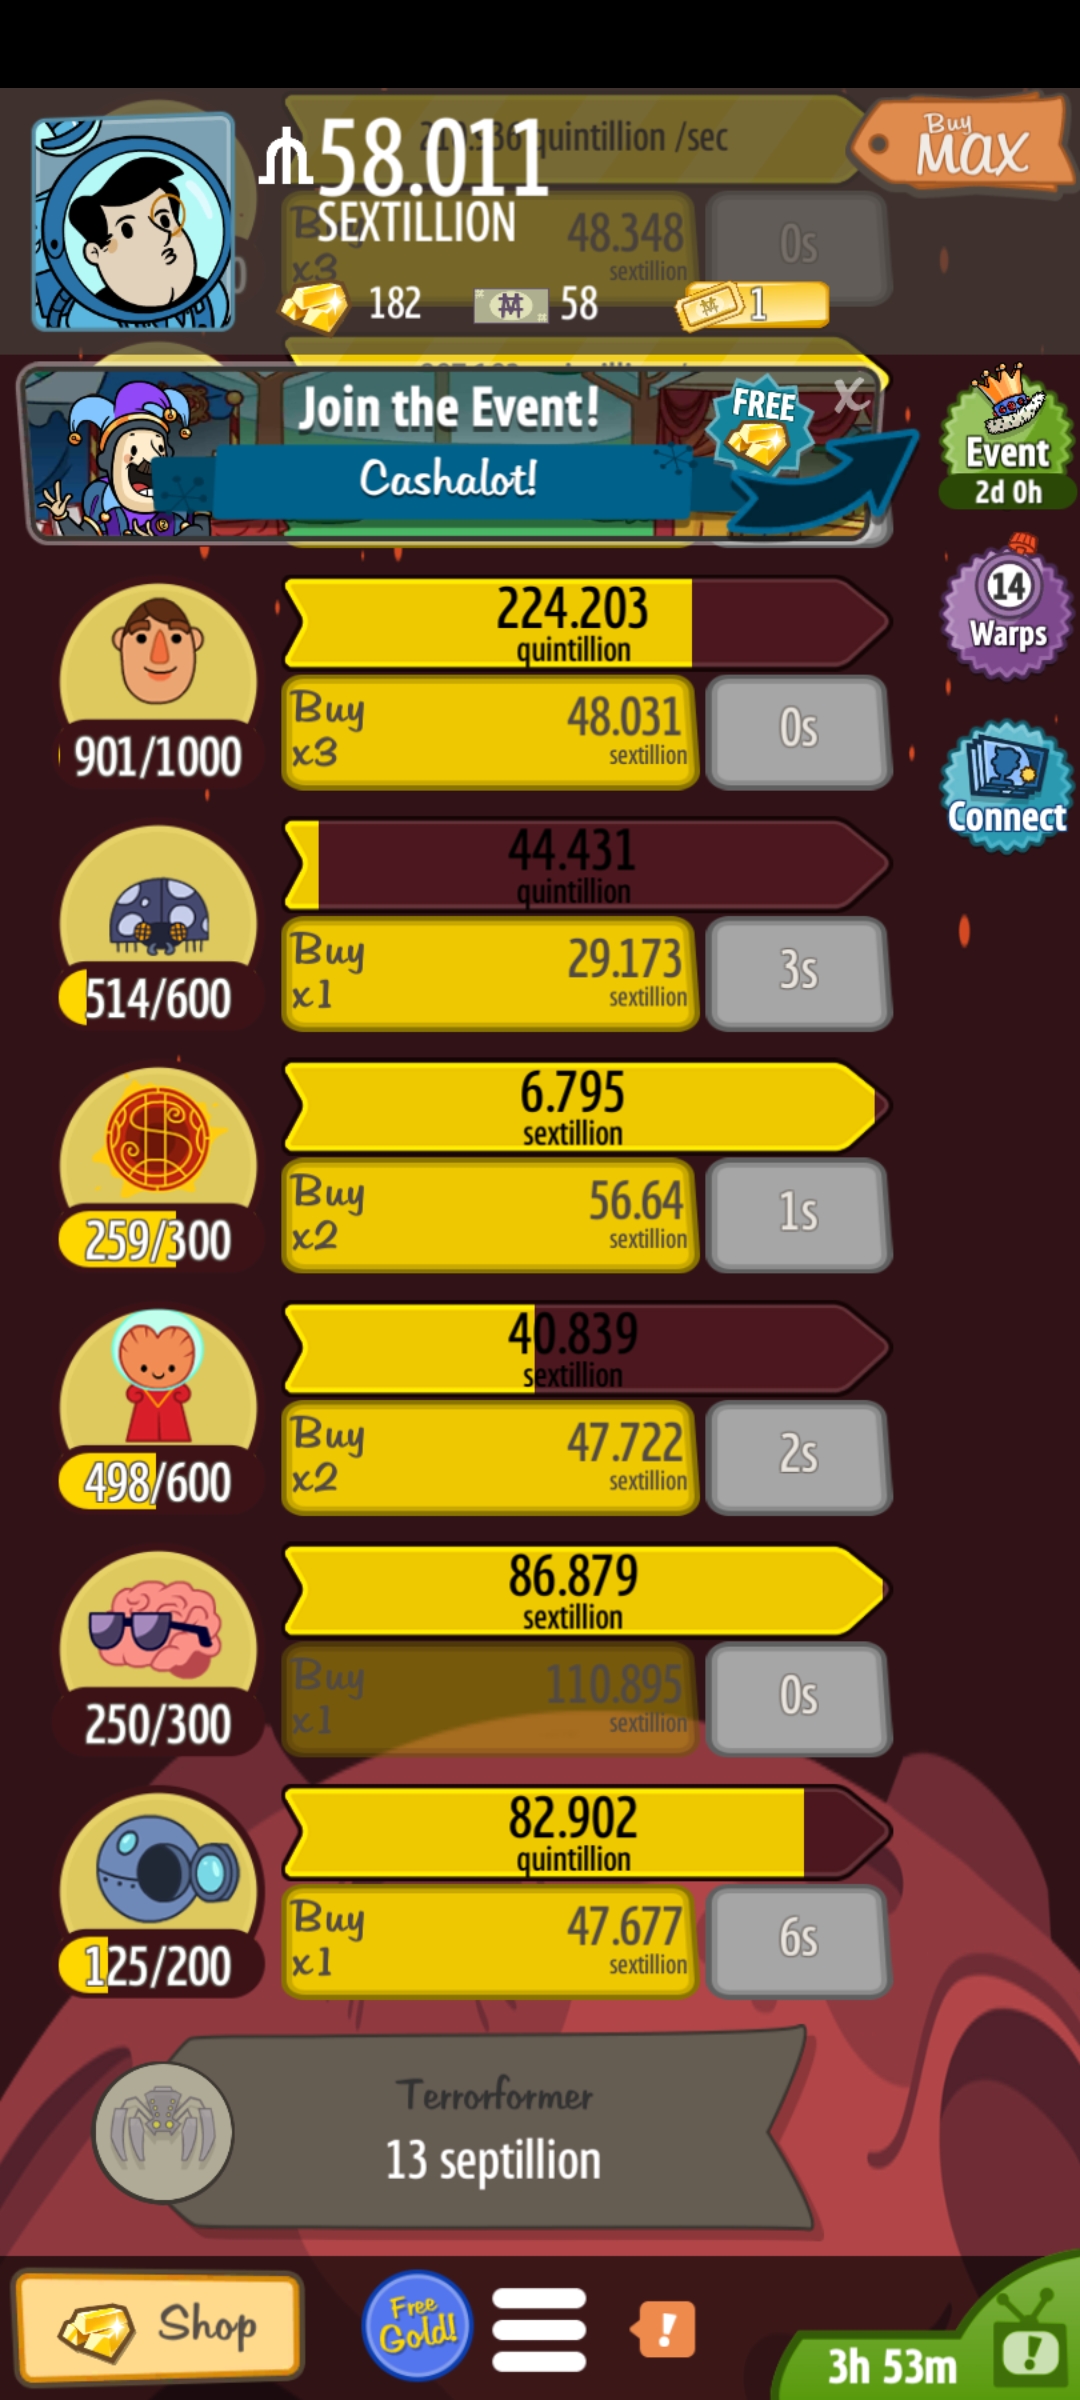 58.011
SEXTILLION
quintillion /sec
Buy
MAX
Buy
x3
48.348
sextillion
0s
182
58
1
Join the Event!
Cashalot!
FREE
X
Event
2d 0h
14
Warps
Connect
224.203
quintillion
901/1000
Buy
x3
48.031
sextillion
0s
44.431
quintillion
514/600
Buy
x1
29.173
sextillion
3s
6.795
sextillion
259/300
Buy
x2
56.64
sextillion
1s
40.839
sextillion
498/600
Buy
x2
47.722
sextillion
2s
86.879
sextillion
250/300
Buy
x1
110.895
sextillion
0s
82.902
quintillion
125/200
Buy
x1
47.677
sextillion
6s
Terrorformer
13 septillion
Shop
Free
Gold!
!
!
3h 53m